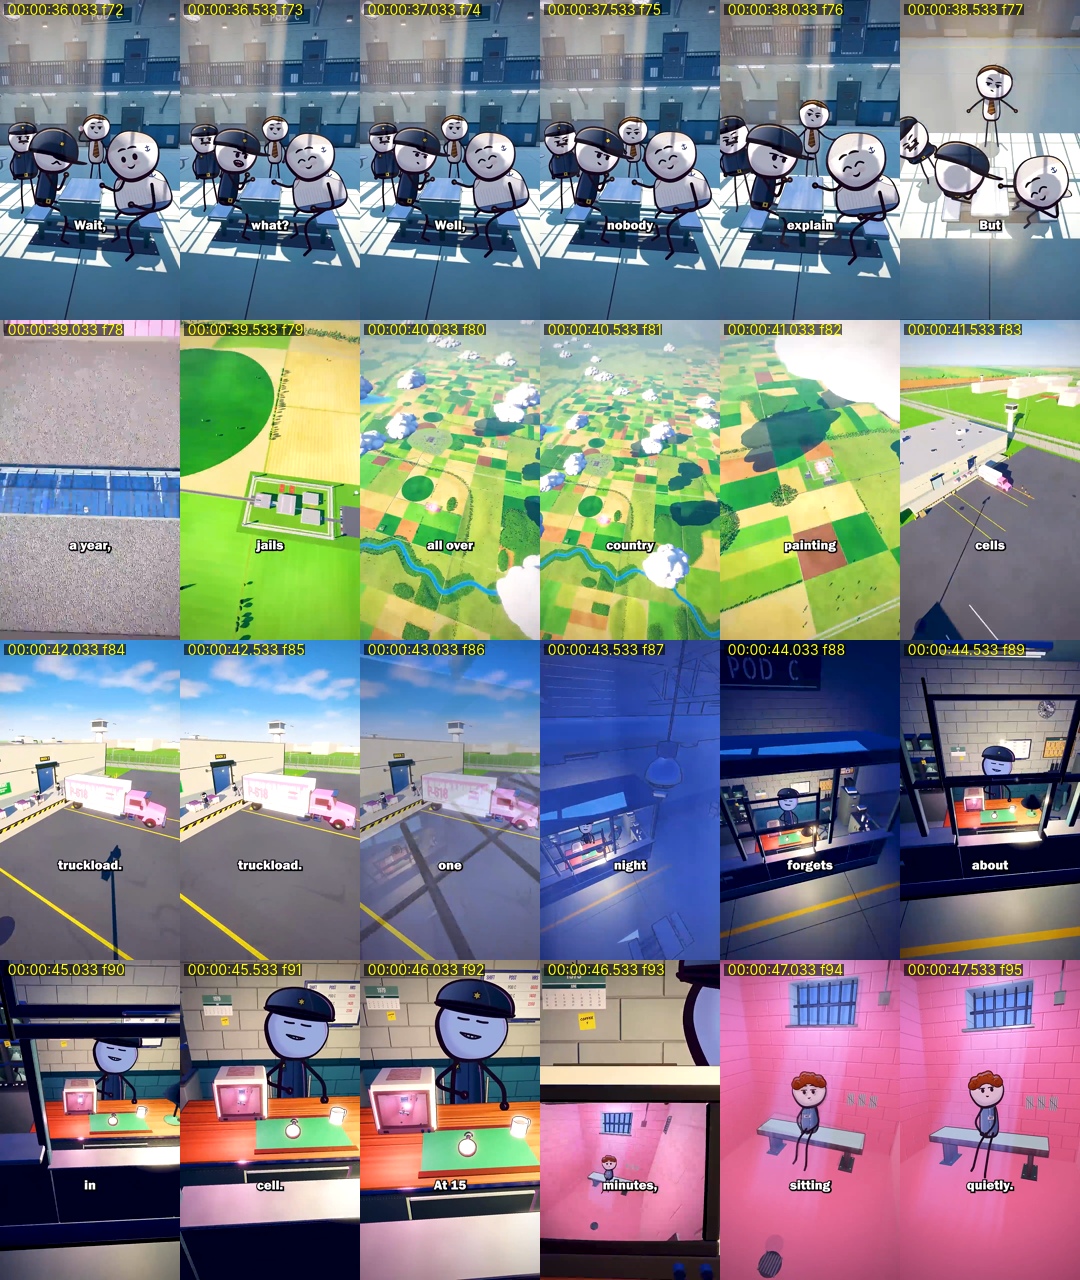 00:00:36.033 f72
00:00:36.533 f73
00:00:37.033 f74
00:00:37.533 f75
00:00:38.033 f76
00:00:38.533 f77
POD C
Wait,
what?
Well,
nobody
explain
But
00:00:39.033 f78
00:00:39.533 f79
00:00:40.033 f80
00:00:40.533 f81
00:00:41.033 f82
00:00:41.533 f83
a year,
jails
all over
country
painting
cells
00:00:42.033 f84
00:00:42.533 f85
00:00:43.033 f86
00:00:43.533 f87
00:00:44.033 f88
00:00:44.533 f89
POD C
P-618
P-618
P-618
truckload.
truckload.
one
night
forgets
about
00:00:45.033 f90
00:00:45.533 f91
00:00:46.033 f92
00:00:46.533 f93
00:00:47.033 f94
00:00:47.533 f95
1979
COFFEE
in
cell.
At 15
minutes,
sitting
quietly.